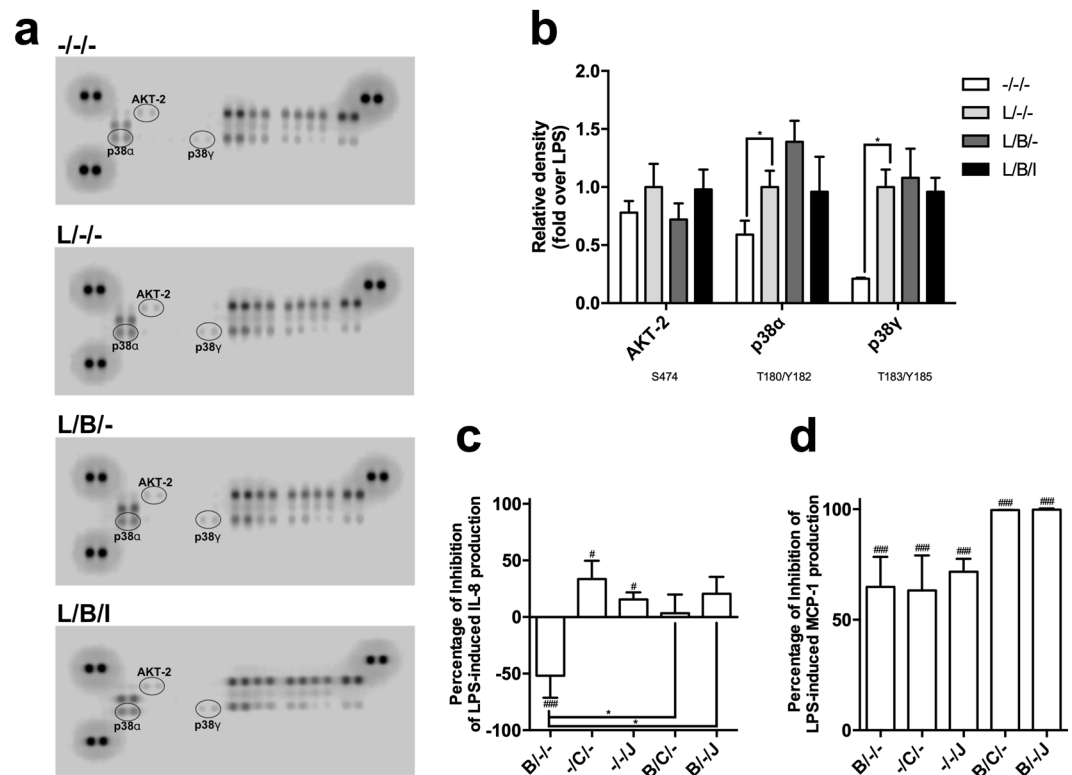 a
-/-/-
AKT-2
p38α
p38γ
L/-/-
AKT-2
p38α
p38γ
L/B/-
AKT-2
p38α
p38γ
L/B/I
AKT-2
p38α
p38γ
b
Relative density
(fold over LPS)
2.0
1.5
1.0
0.5
0.0
*
*
-/-/-
L/-/-
L/B/-
L/B/I
AKT-2
p38α
p38γ
S474
T180/Y182
T183/Y185
c
Percentage of Inhibition
of LPS-induced IL-8 production
100
50
0
-50
-100
###
#
#
*
*
B/-/-
-/C/-
-/-/J
B/C/-
B/-/J
d
Percentage of Inhibition of
LPS-induced MCP-1 production
100
50
0
###
###
###
###
###
B/-/-
-/C/-
-/-/J
B/C/-
B/-/J